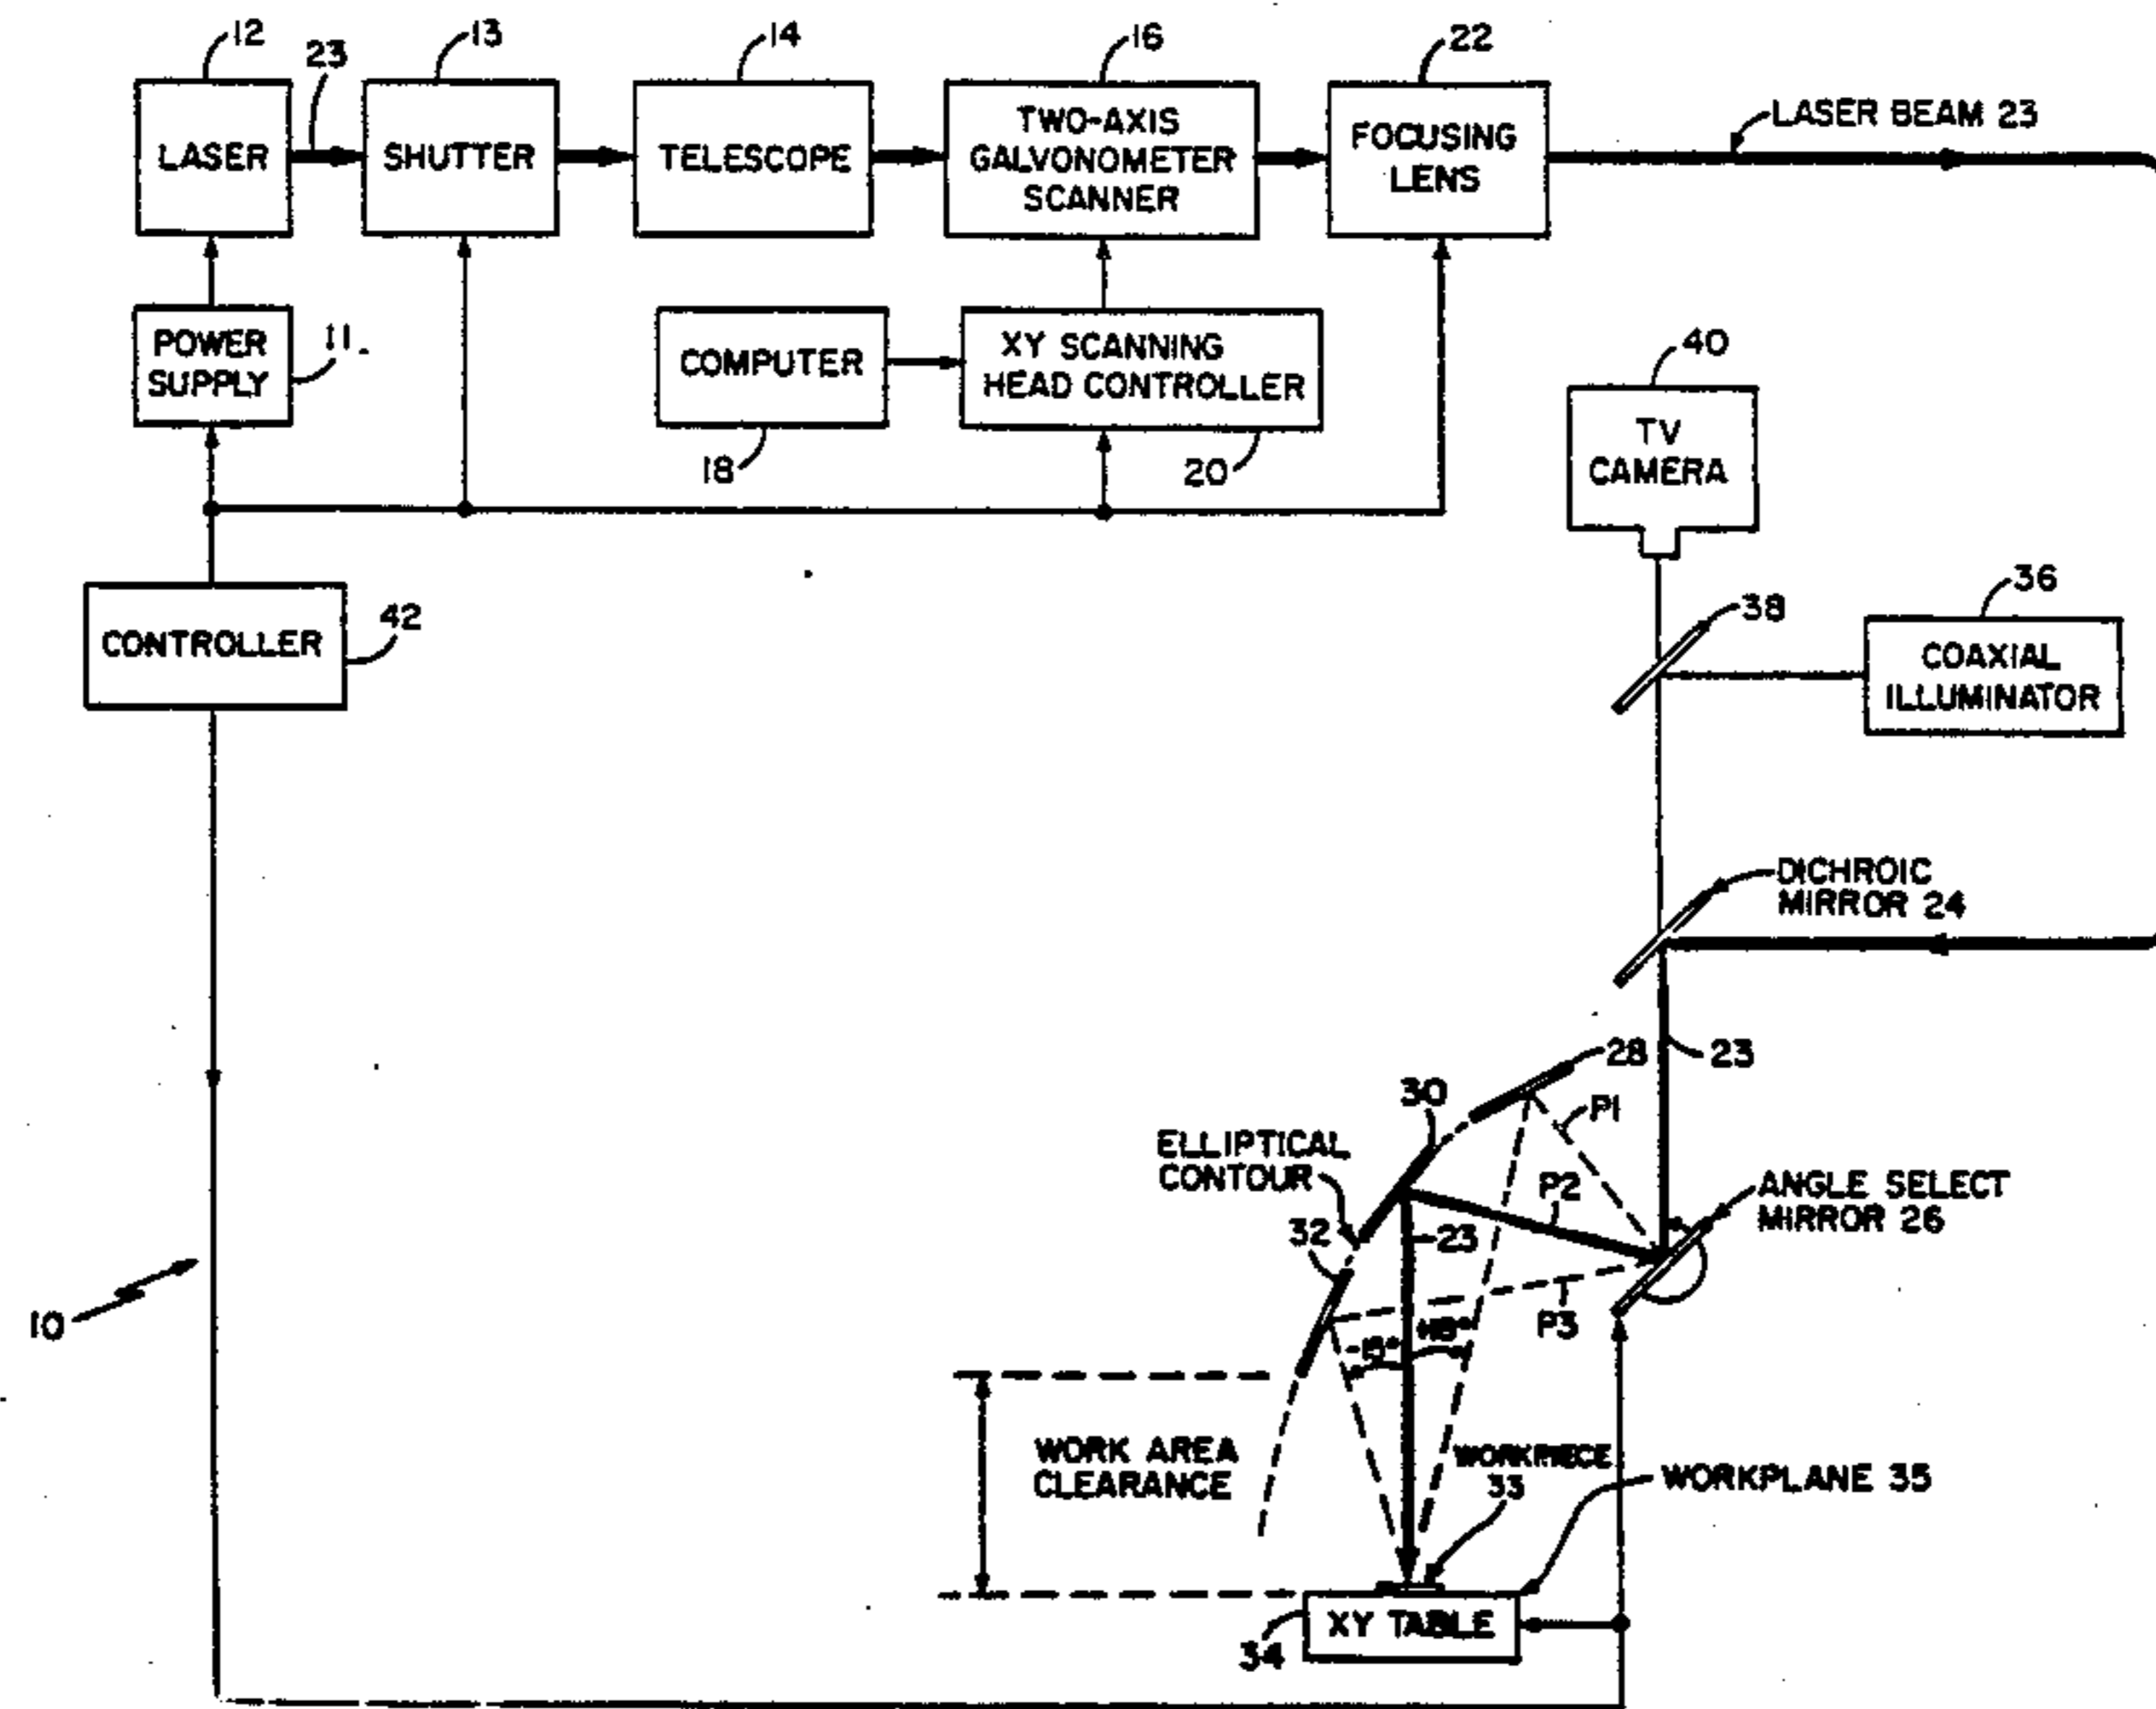 12
23
13
14
16
22
LASER BEAM 23
LASER
SHUTTER
TELESCOPE
TWO-AXIS
GALVONOMETER
SCANNER
FOCUSING
LENS
POWER
SUPPLY
11
COMPUTER
XY SCANNING
HEAD CONTROLLER
18
20
40
TV
CAMERA
CONTROLLER
42
38
36
COAXIAL
ILLUMINATOR
DICHROIC
MIRROR 24
23
28
30
P1
ELLIPTICAL
CONTOUR
P2
ANGLE SELECT
MIRROR 26
32
23
10
P3
-15°
+15°
WORK AREA
CLEARANCE
WORKPIECE
33
WORKPLANE 35
XY TABLE
34